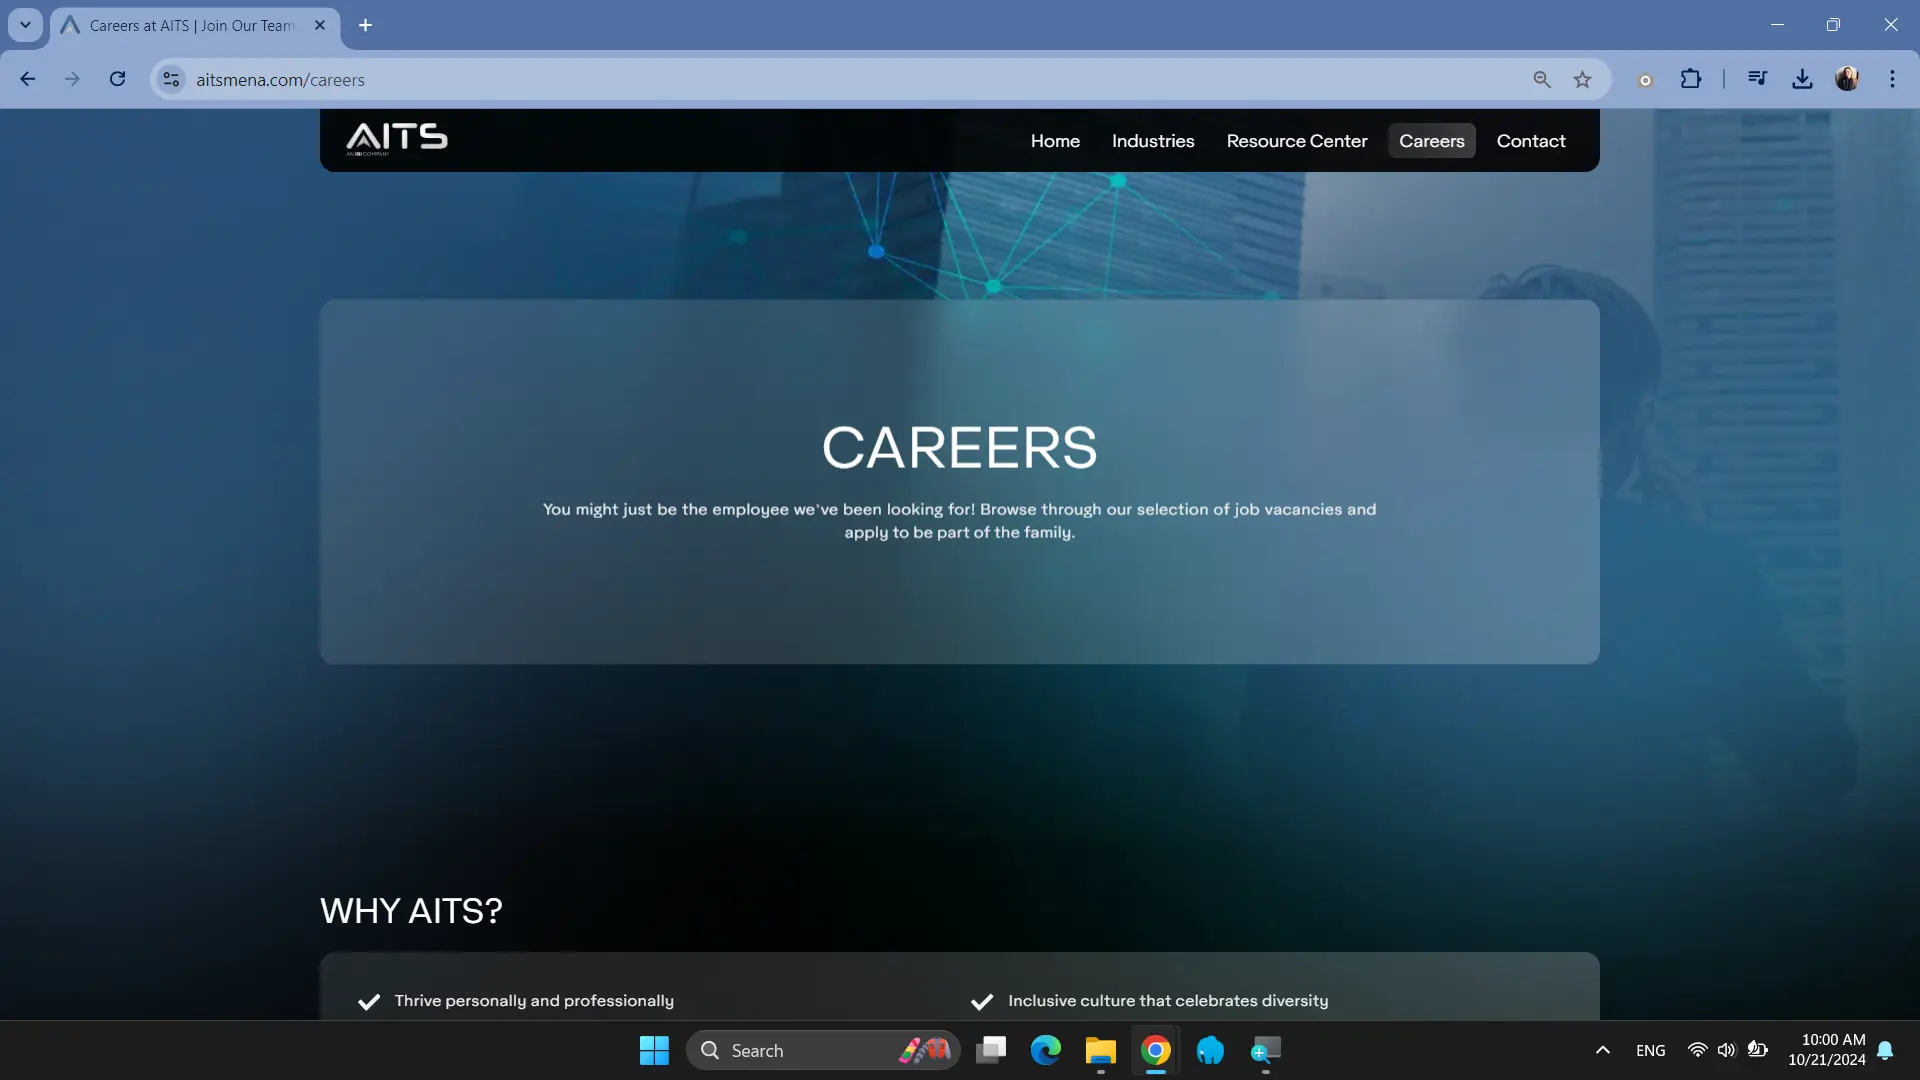 Careers at AITS | Join Our Team
aitsmena.com/careers
AITS
AN IBI COMPANY
Home
Industries
Resource Center
Careers
Contact
CAREERS
You might just be the employee we've been looking for! Browse through our selection of job vacancies and
apply to be part of the family.
WHY AITS?
Thrive personally and professionally
Inclusive culture that celebrates diversity
Search
ENG
10:00 AM
10/21/2024